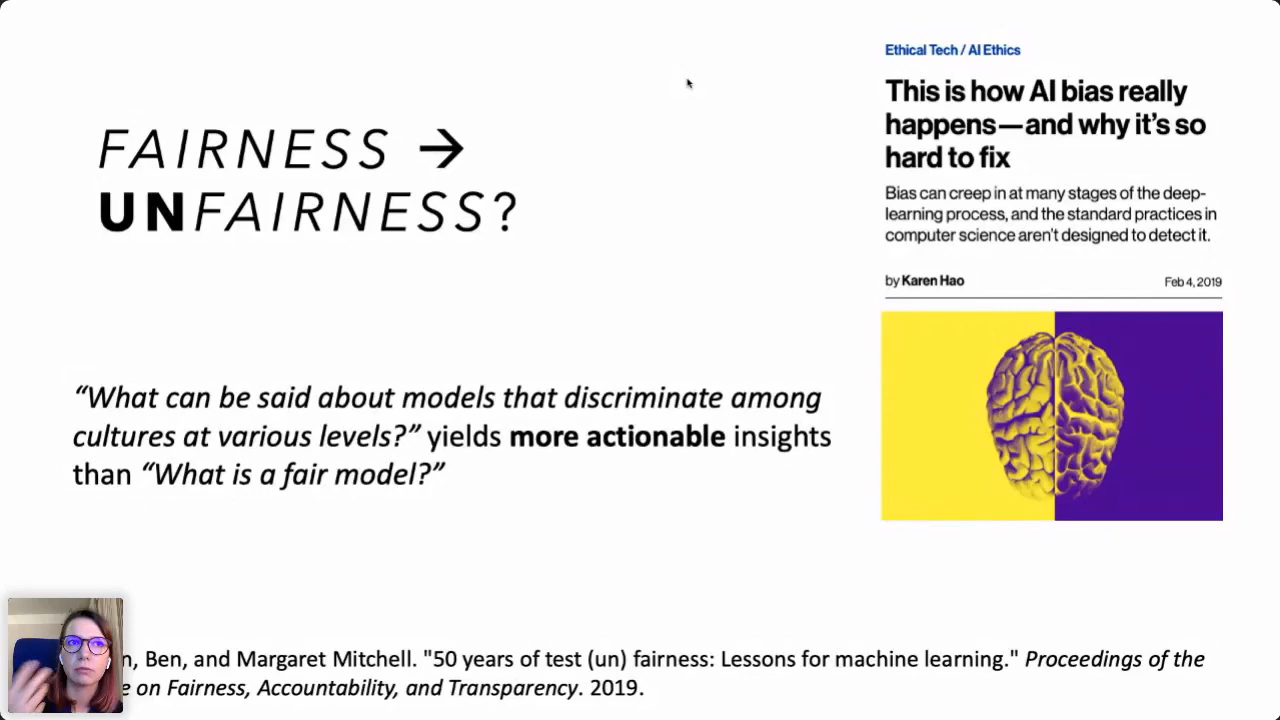 FAIRNESS →
UNFAIRNESS?
Ethical Tech / AI Ethics
This is how AI bias really
happens—and why it’s so
hard to fix
Bias can creep in at many stages of the deep-
learning process, and the standard practices in
computer science aren’t designed to detect it.
by Karen Hao
Feb 4, 2019
“What can be said about models that discriminate among
cultures at various levels?” yields more actionable insights
than “What is a fair model?”
Ben, and Margaret Mitchell. "50 years of test (un) fairness: Lessons for machine learning." Proceedings of the
on Fairness, Accountability, and Transparency. 2019.